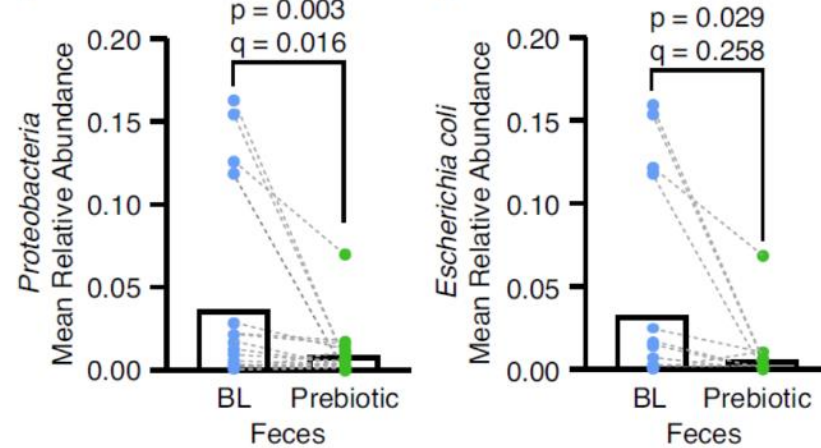 p = 0.003
q = 0.016
Proteobacteria
Mean Relative Abundance
0.20
0.15
0.10
0.05
0.00
BL Prebiotic
Feces
p = 0.029
q = 0.258
Escherichia coli
Mean Relative Abundance
0.20
0.15
0.10
0.05
0.00
BL Prebiotic
Feces